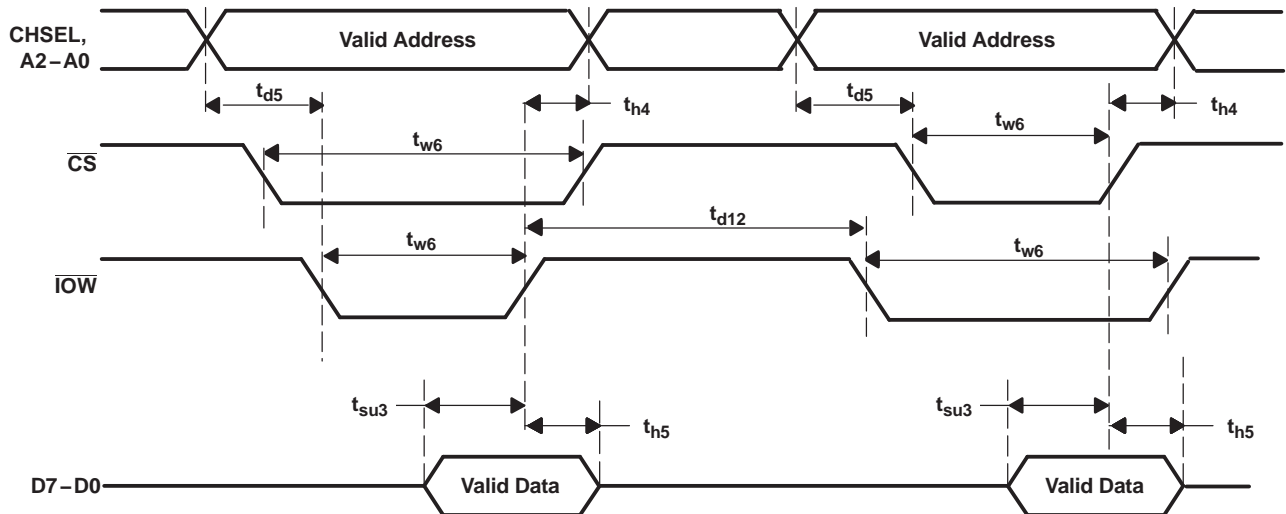 CHSEL,
A2–A0
Valid Address
Valid Address
td5
th4
td5
th4
tw6
tw6
CS
td12
tw6
tw6
IOW
tsu3
tsu3
th5
th5
D7–D0
Valid Data
Valid Data